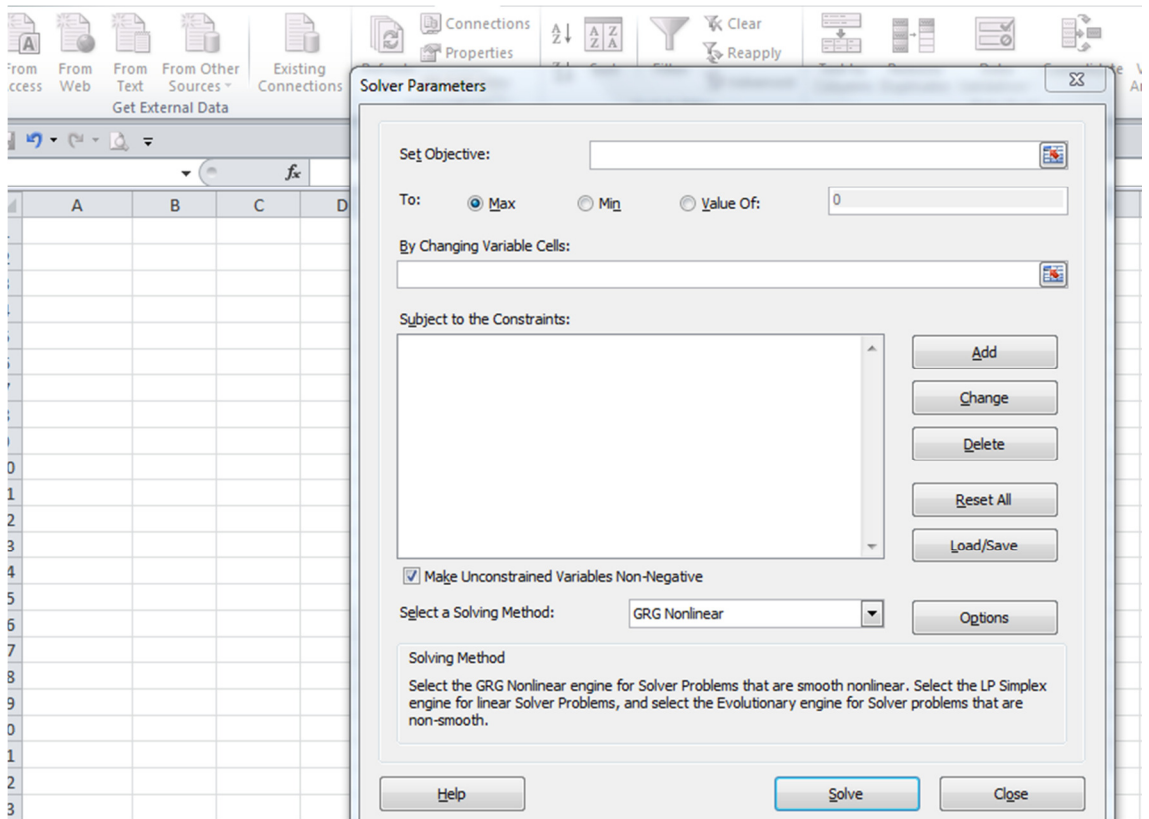 Connections
Clear
Properties
Reapply
From
From
From
From Other
Existing
Web
Text
Sources
Connections
Get External Data
Solver Parameters
fx
A
B
C
D
Set Objective:
To:
Max
Min
Value Of:
0
By Changing Variable Cells:
Subject to the Constraints:
Add
Change
Delete
Reset All
Load/Save
Make Unconstrained Variables Non-Negative
Select a Solving Method:
GRG Nonlinear
Options
Solving Method
Select the GRG Nonlinear engine for Solver Problems that are smooth nonlinear. Select the LP Simplex
engine for linear Solver Problems, and select the Evolutionary engine for Solver problems that are
non-smooth.
Help
Solve
Close